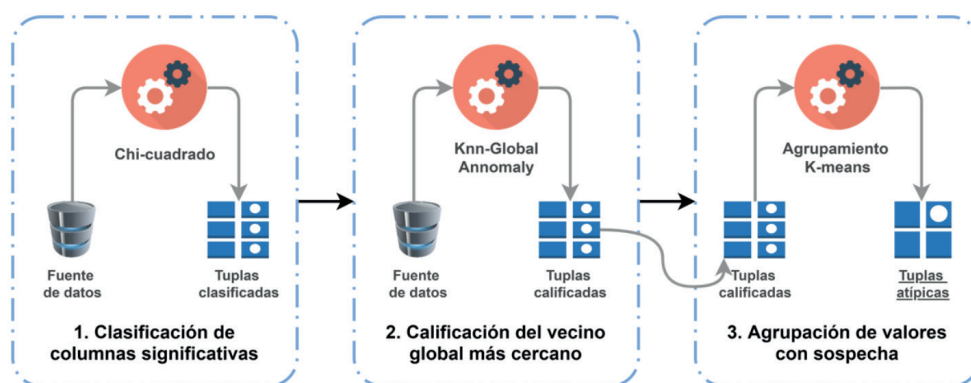 Chi-cuadrado
Fuente
de datos
Tuplas
clasificadas
1. Clasificación de
columnas significativas
Knn-Global
Annomaly
Fuente
de datos
Tuplas
calificadas
2. Calificación del vecino
global más cercano
Agrupamiento
K-means
Tuplas
calificadas
Tuplas
atípicas
3. Agrupación de valores
con sospecha